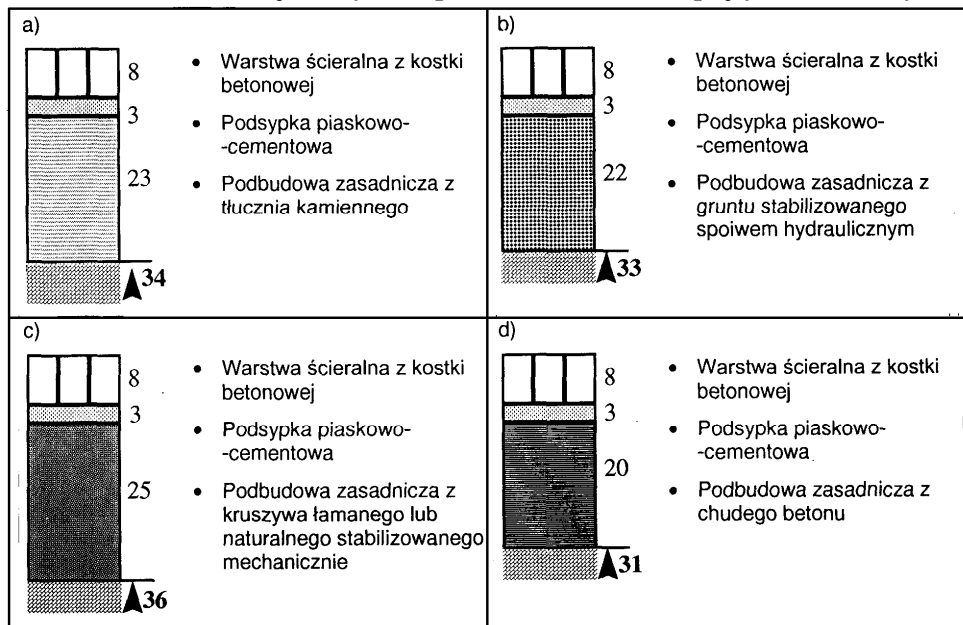 a)
8
3
23
34
• Warstwa ścieralna z kostki
betonowej
• Podsypka piaskowo-
-cementowa
• Podbudowa zasadnicza z
tłucznia kamiennego
b)
8
3
22
33
• Warstwa ścieralna z kostki
betonowej
• Podsypka piaskowo-
-cementowa
• Podbudowa zasadnicza z
gruntu stabilizowanego
spoiwem hydraulicznym
c)
8
3
25
36
• Warstwa ścieralna z kostki
betonowej
• Podsypka piaskowo-
-cementowa
• Podbudowa zasadnicza z
kruszywa łamanego lub
naturalnego stabilizowanego
mechanicznie
d)
8
3
20
31
• Warstwa ścieralna z kostki
betonowej
• Podsypka piaskowo-
-cementowa
• Podbudowa zasadnicza z
chudego betonu